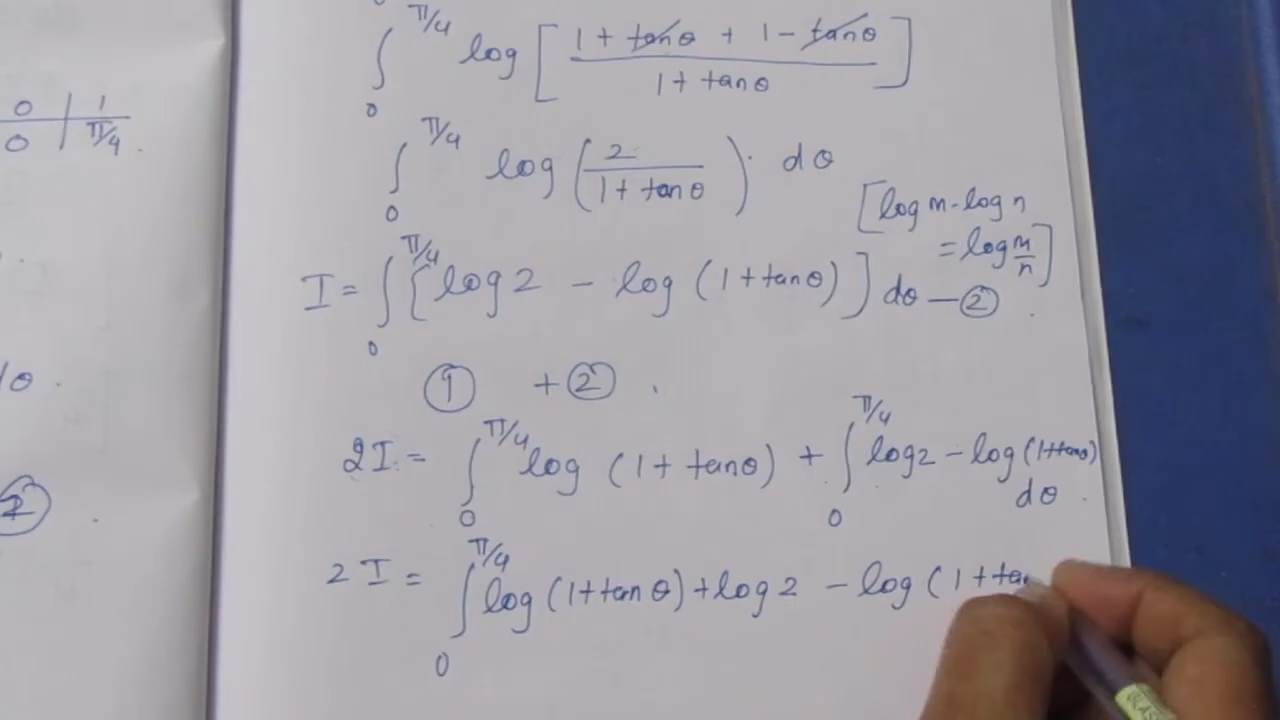 ∫₀^{π/4} log [ (1 + tanθ + 1 - tanθ) / (1 + tanθ) ]
0 | 1
0 | π/4 .
∫₀^{π/4} log ( 2 / (1 + tanθ) ) . dθ
[log m - log n
= log m/n ]
I = ∫₀^{π/4} [ log 2 - log (1 + tanθ) ] dθ — ②
① + ② .
dθ .
2I = ∫₀^{π/4} log (1 + tanθ) + ∫₀^{π/4} log2 - log (1+tanθ)
dθ .
②
2 I = ∫₀^{π/4} log (1+tan θ) + log 2 - log (1 + tan